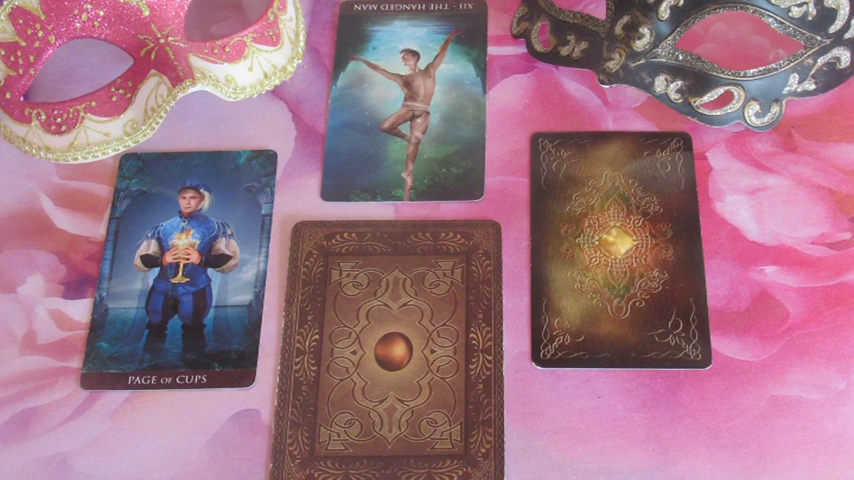 XII - THE HANGED MAN
PAGE OF CUPS